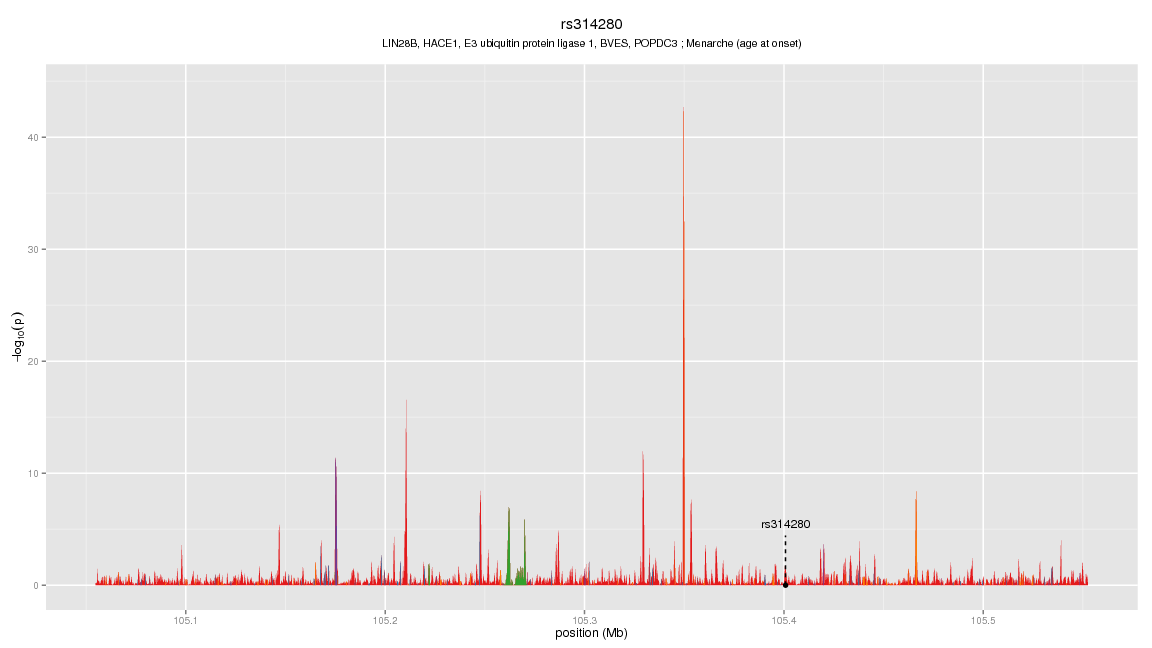 rs314280
LIN28B, HACE1, E3 ubiquitin protein ligase 1, BVES, POPDC3 ; Menarche (age at onset)
40
30
20
10
0
−log10(p)
rs314280
105.1 105.2 105.3 105.4 105.5
position (Mb)